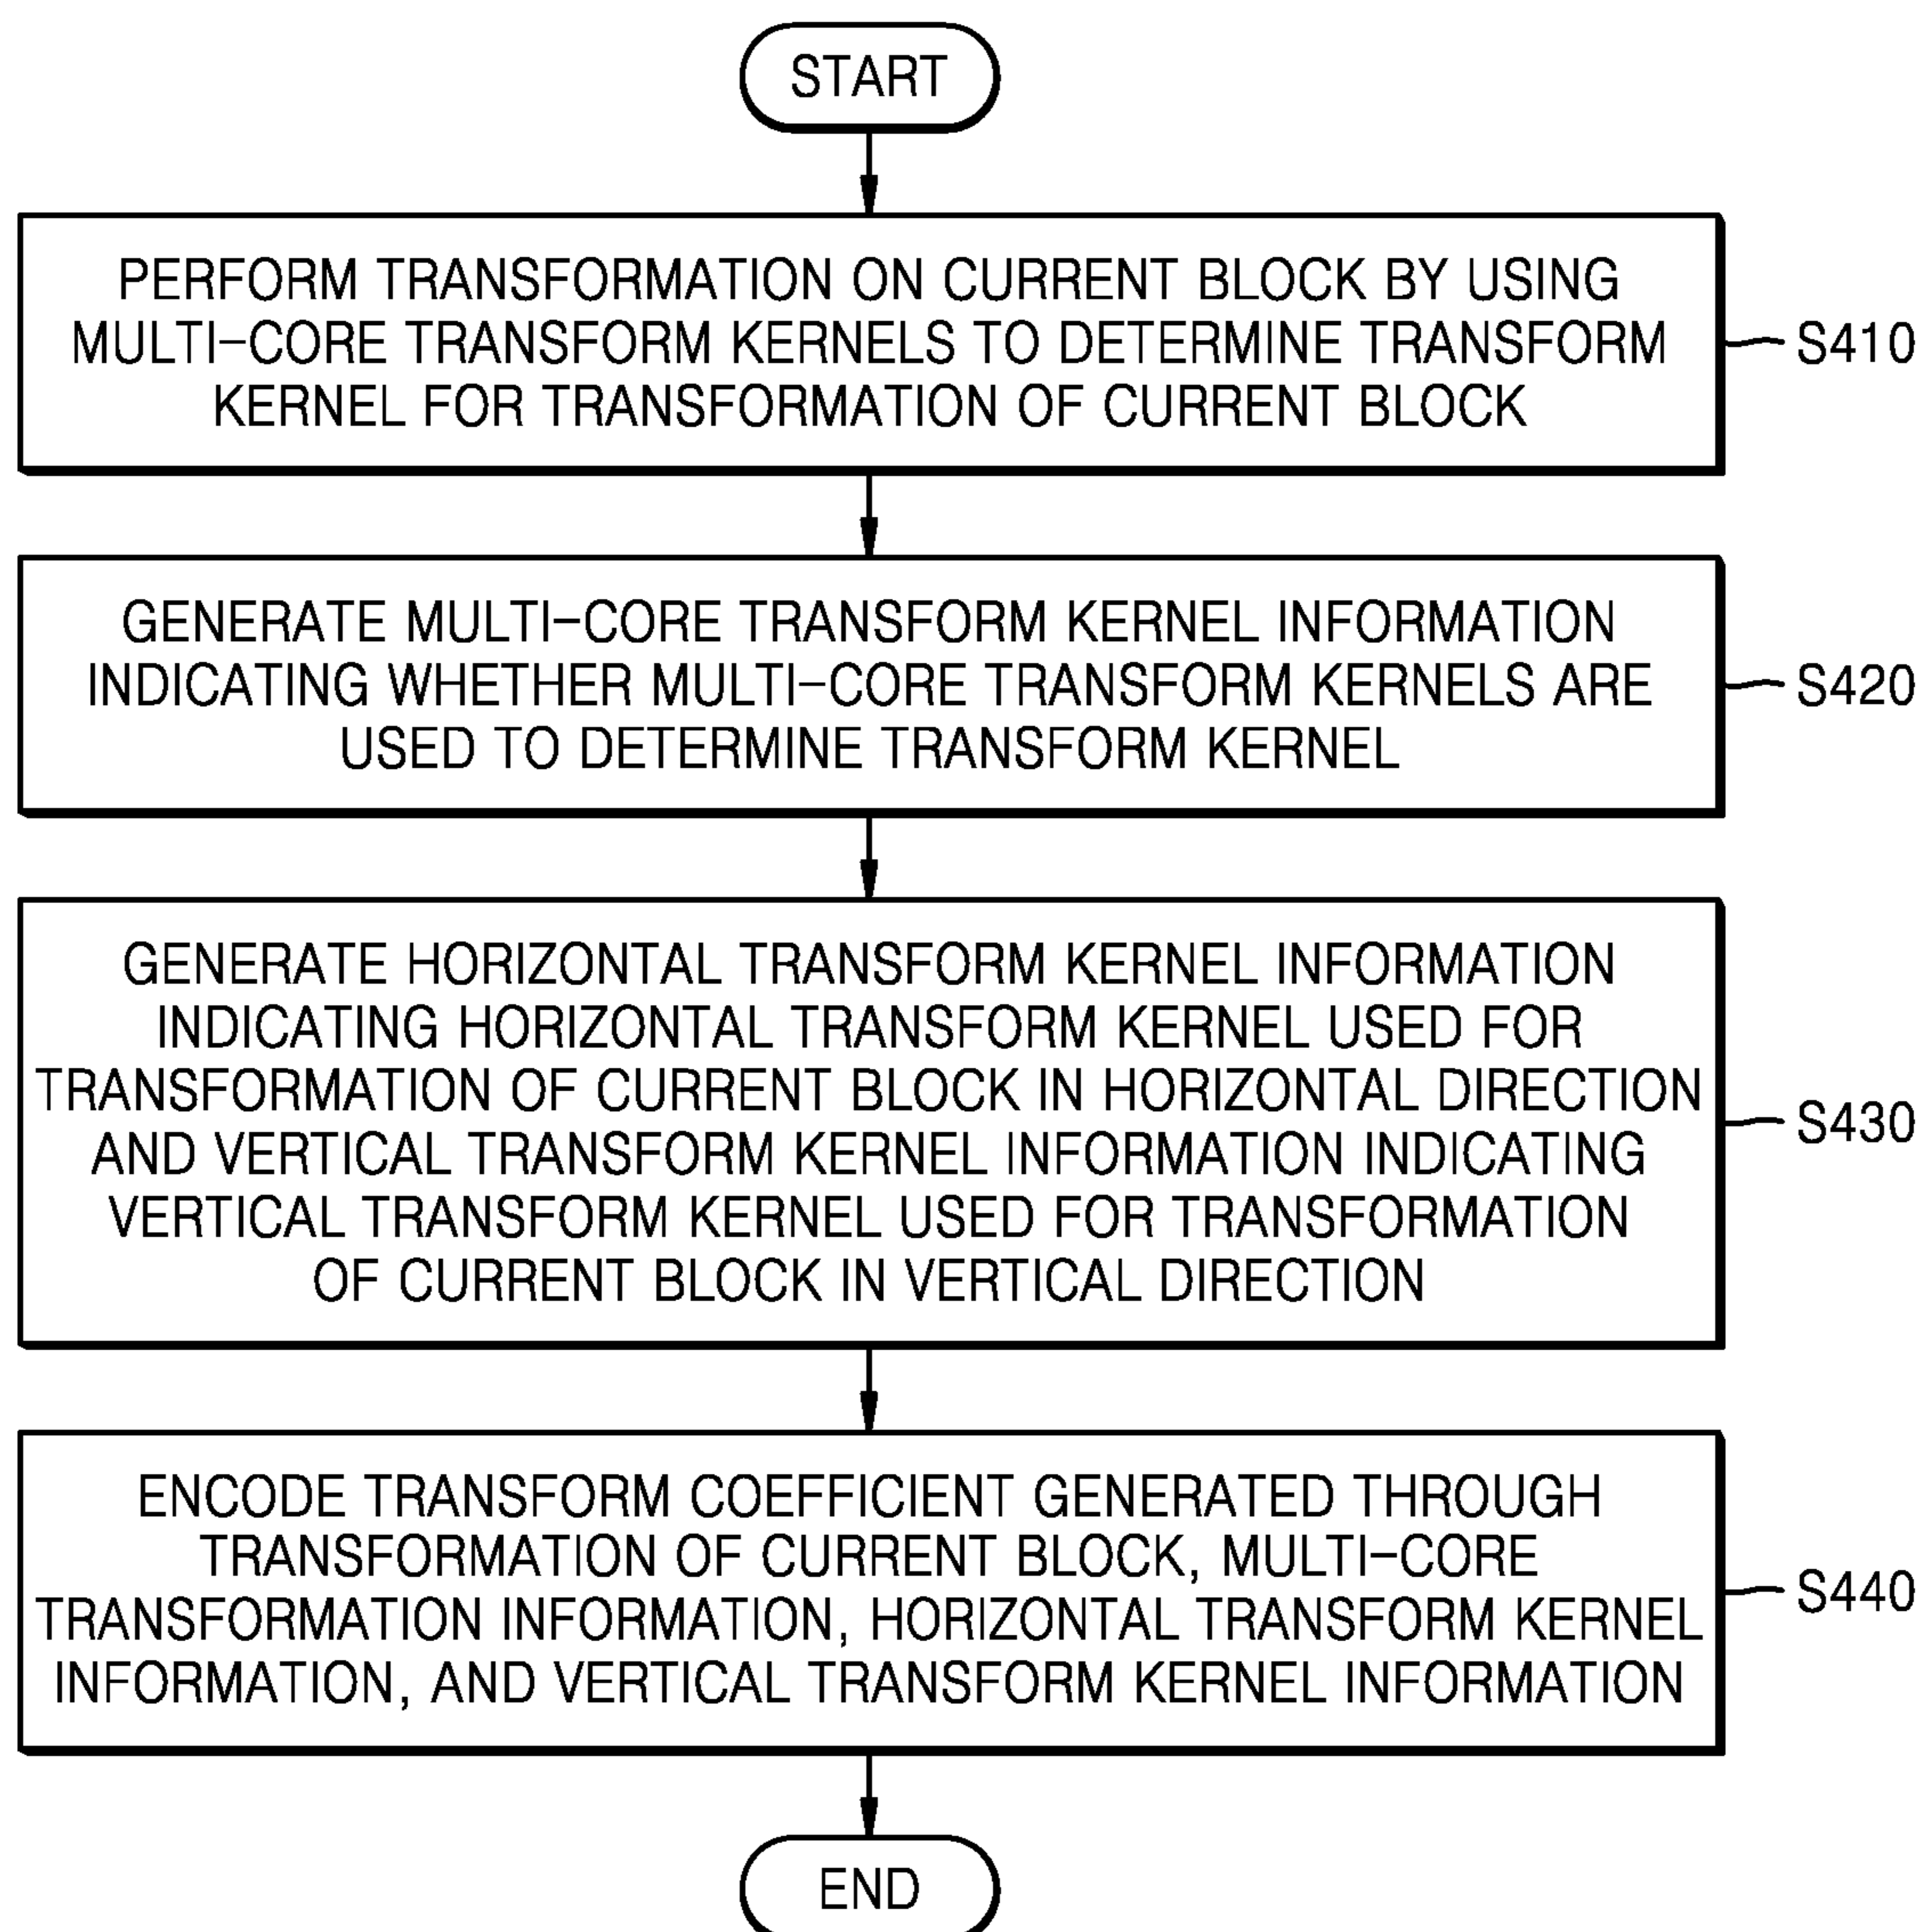 START
PERFORM TRANSFORMATION ON CURRENT BLOCK BY USING
MULTI-CORE TRANSFORM KERNELS TO DETERMINE TRANSFORM
KERNEL FOR TRANSFORMATION OF CURRENT BLOCK
S410
GENERATE MULTI-CORE TRANSFORM KERNEL INFORMATION
INDICATING WHETHER MULTI-CORE TRANSFORM KERNELS ARE
USED TO DETERMINE TRANSFORM KERNEL
S420
GENERATE HORIZONTAL TRANSFORM KERNEL INFORMATION
INDICATING HORIZONTAL TRANSFORM KERNEL USED FOR
TRANSFORMATION OF CURRENT BLOCK IN HORIZONTAL DIRECTION
AND VERTICAL TRANSFORM KERNEL INFORMATION INDICATING
VERTICAL TRANSFORM KERNEL USED FOR TRANSFORMATION
OF CURRENT BLOCK IN VERTICAL DIRECTION
S430
ENCODE TRANSFORM COEFFICIENT GENERATED THROUGH
TRANSFORMATION OF CURRENT BLOCK, MULTI-CORE
TRANSFORMATION INFORMATION, HORIZONTAL TRANSFORM KERNEL
INFORMATION, AND VERTICAL TRANSFORM KERNEL INFORMATION
S440
END